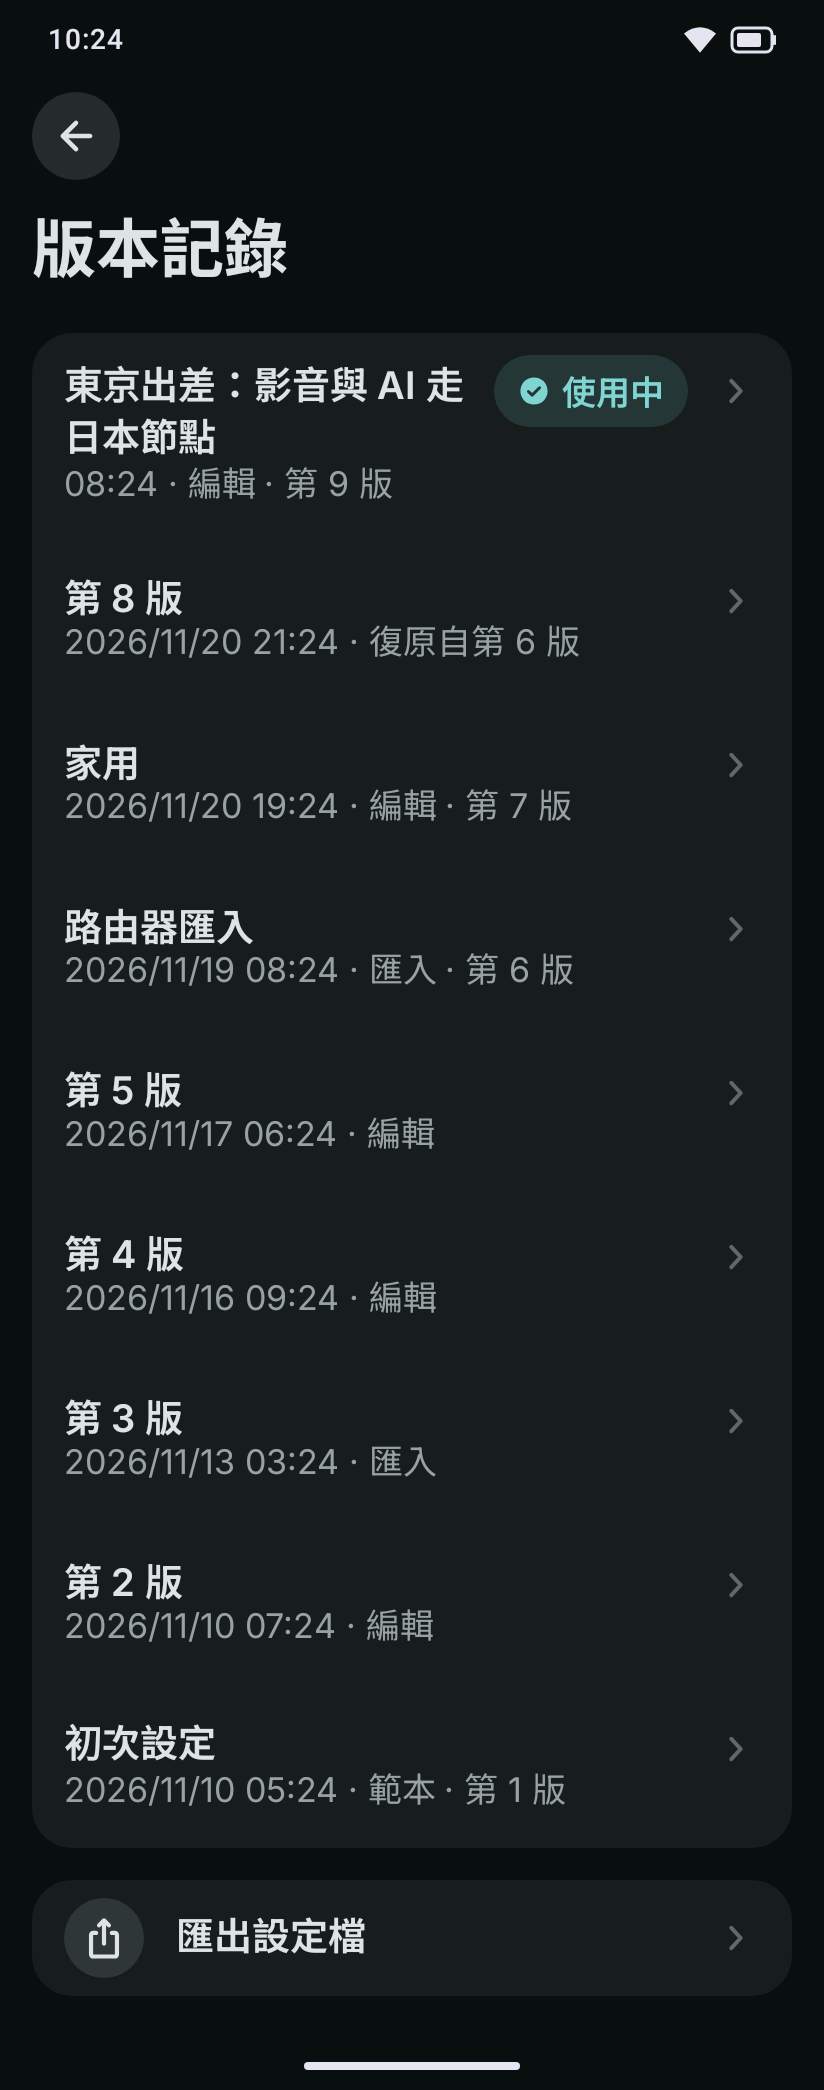 10:24
版本記錄
東京出差：影音與 AI 走
日本節點
使用中
08:24 · 編輯 · 第 9 版
第 8 版
2026/11/20 21:24 · 復原自第 6 版
家用
2026/11/20 19:24 · 編輯 · 第 7 版
路由器匯入
2026/11/19 08:24 · 匯入 · 第 6 版
第 5 版
2026/11/17 06:24 · 編輯
第 4 版
2026/11/16 09:24 · 編輯
第 3 版
2026/11/13 03:24 · 匯入
第 2 版
2026/11/10 07:24 · 編輯
初次設定
2026/11/10 05:24 · 範本 · 第 1 版
匯出設定檔